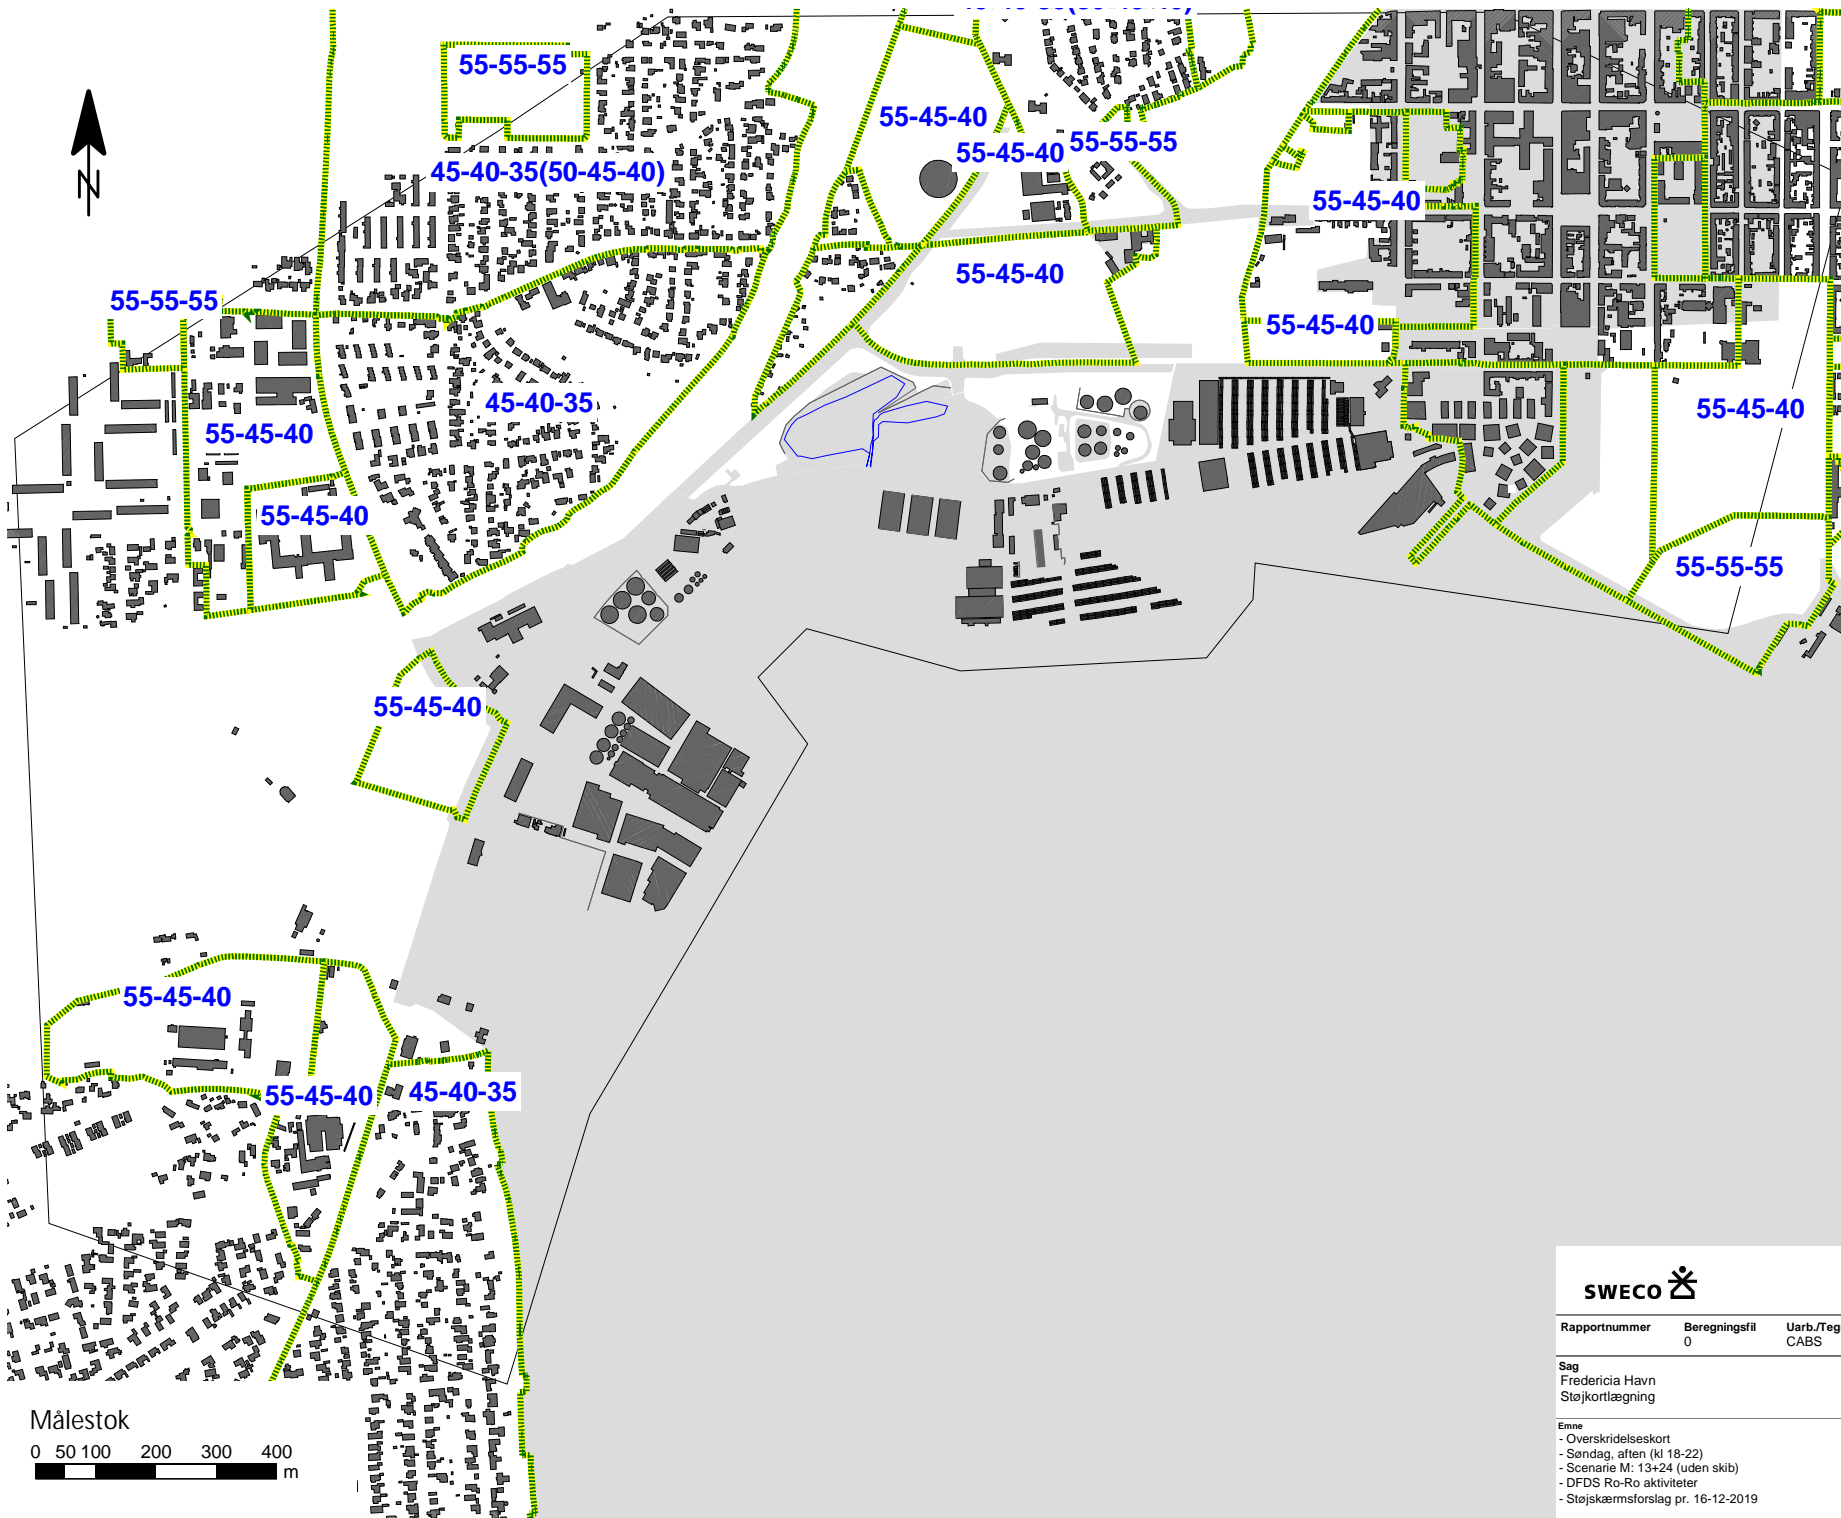 55-55-55
55-45-40
55-45-40
55-55-55
45-40-35(50-45-40)
55-45-40
55-45-40
55-55-55
55-45-40
45-40-35
55-45-40
55-45-40
55-45-40
55-55-55
55-45-40
55-45-40
55-45-40
55-45-40
45-40-35
N
Målestok
0 50 100 200 300 400
m
SWECO
Rapportnummer Beregningsfil Uarb./Teg
0 CABS
Sag
Fredericia Havn
Støjkortlægning
Emne
- Overskridelseskort
- Søndag, aften (kl 18-22)
- Scenarie M: 13+24 (uden skib)
- DFDS Ro-Ro aktiviteter
- Støjskærmsforslag pr. 16-12-2019